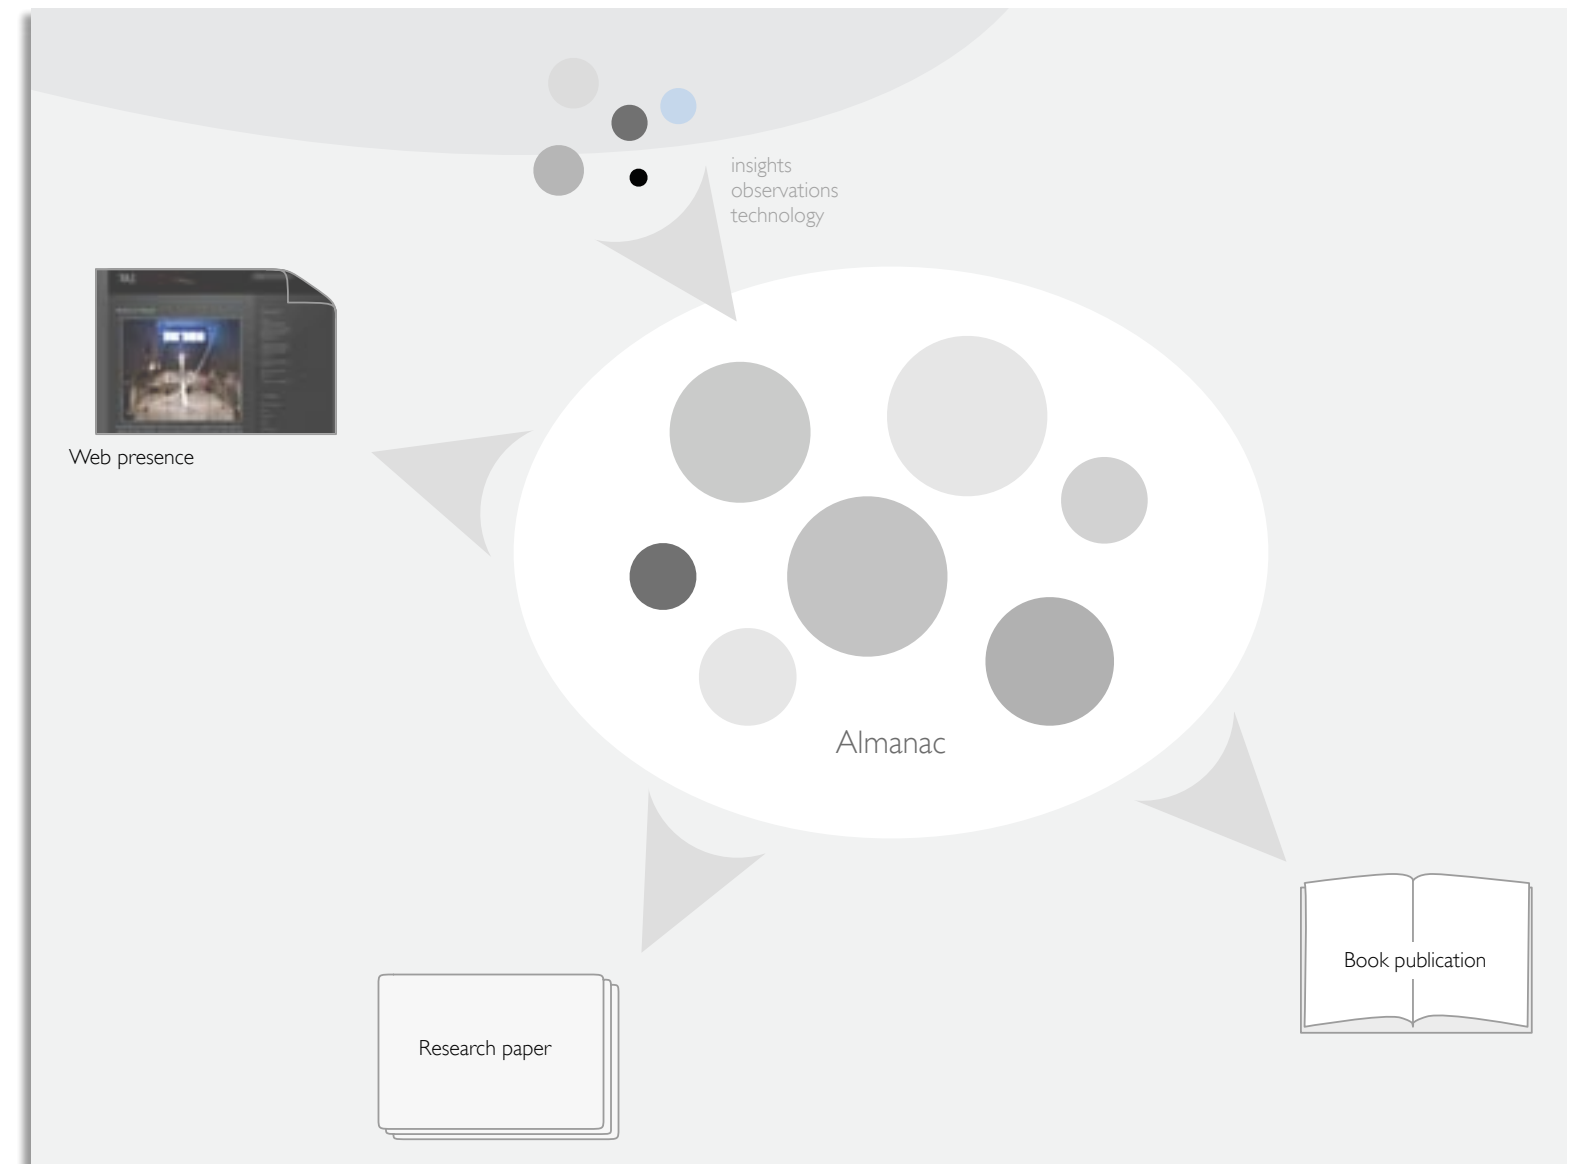 insights
observations
technology
Web presence
Almanac
Book publication
Research paper